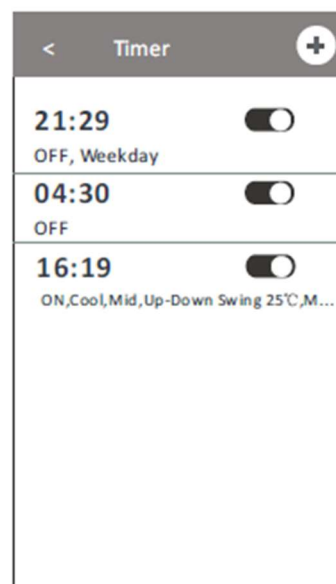 < Timer +
21:29
OFF, Weekday
04:30
OFF
16:19
ON,Cool,Mid,Up-Down Swing 25℃,M...